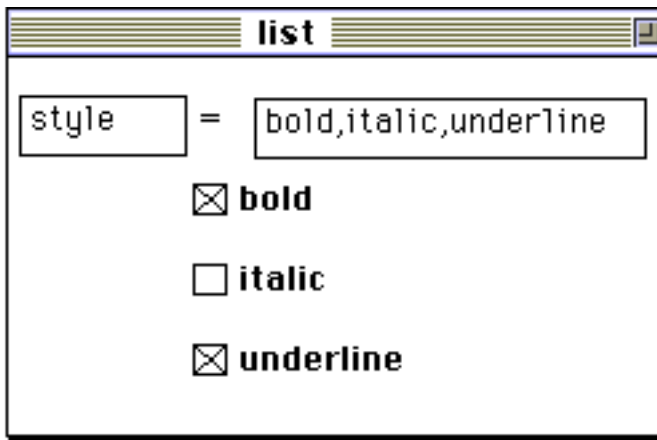 list
style = bold,italic,underline
bold
italic
underline